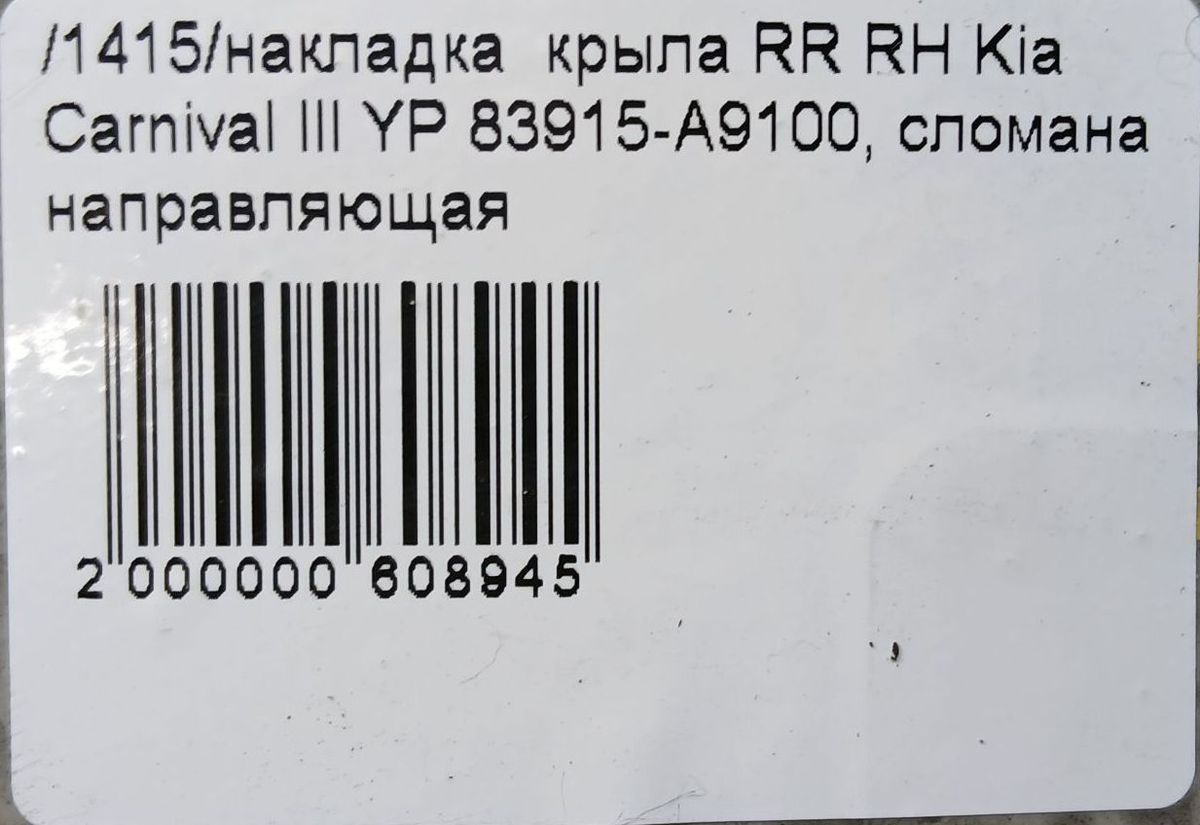 /1415/накладка крыла RR RH Kia
Carnival III YP 83915-A9100, сломана
направляющая
2 000000 608945